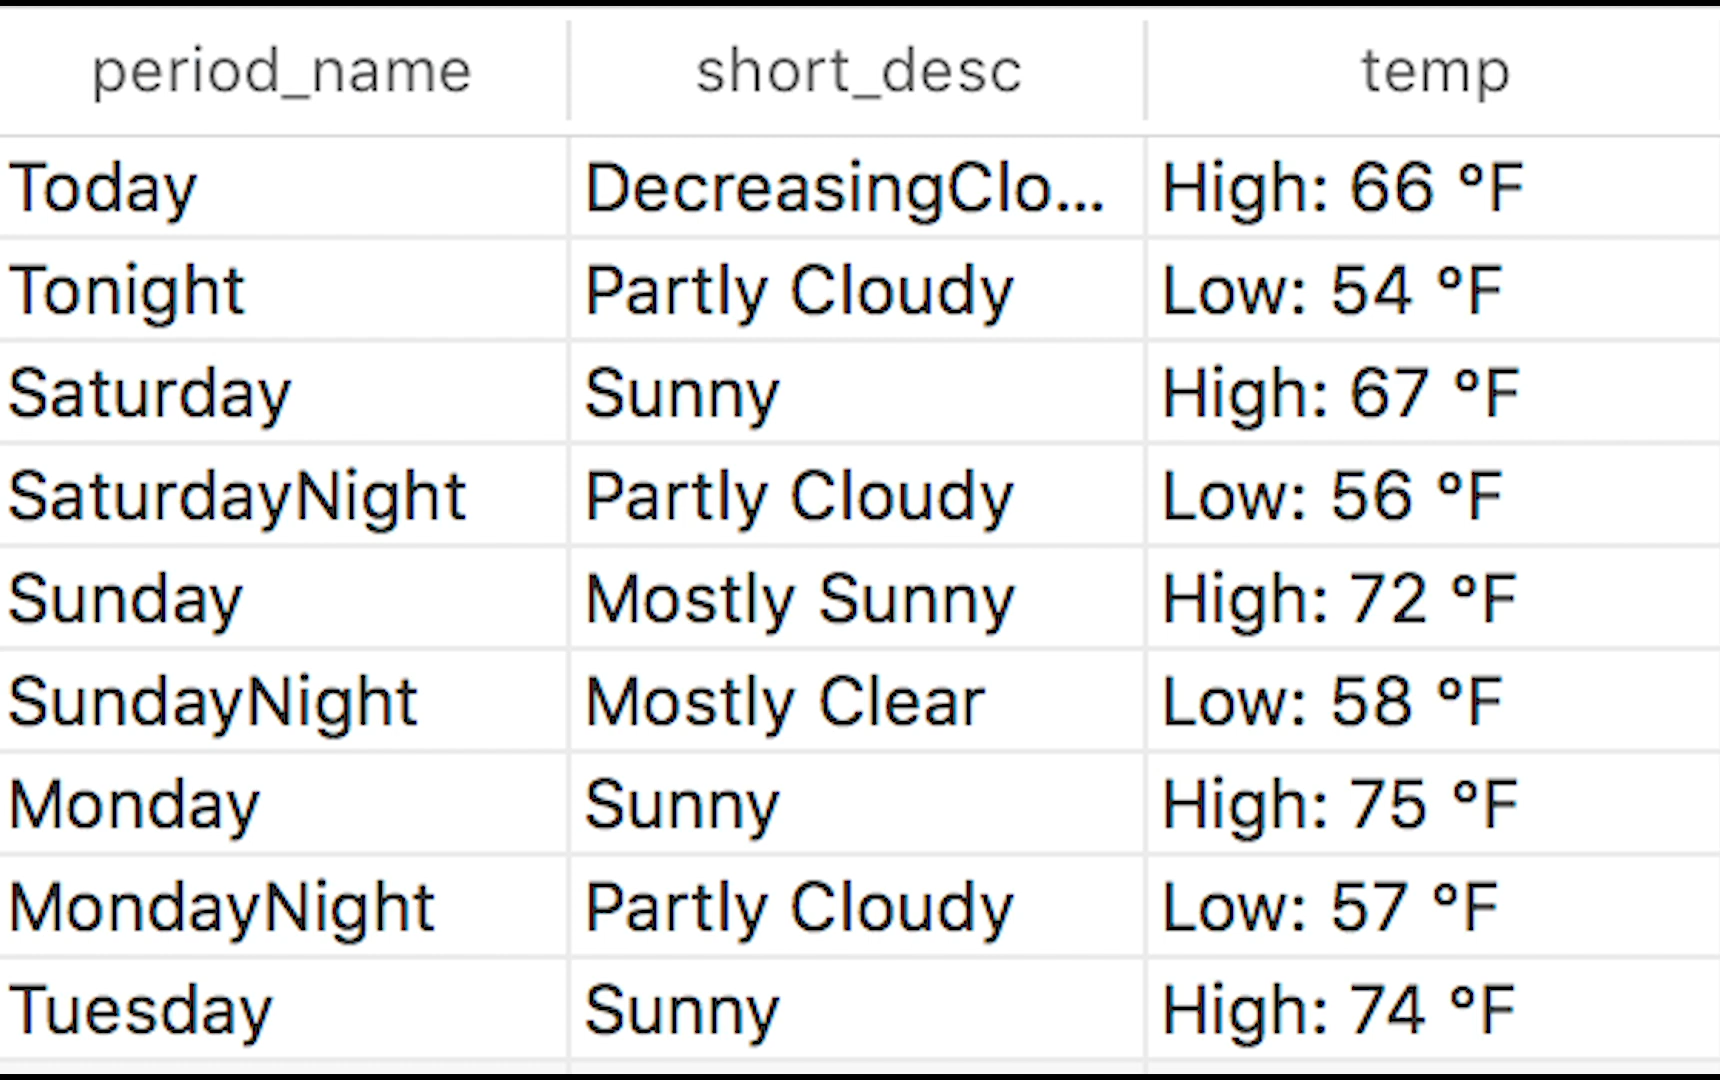 period_name short_desc temp
Today DecreasingClo... High: 66 °F
Tonight Partly Cloudy Low: 54 °F
Saturday Sunny High: 67 °F
SaturdayNight Partly Cloudy Low: 56 °F
Sunday Mostly Sunny High: 72 °F
SundayNight Mostly Clear Low: 58 °F
Monday Sunny High: 75 °F
MondayNight Partly Cloudy Low: 57 °F
Tuesday Sunny High: 74 °F